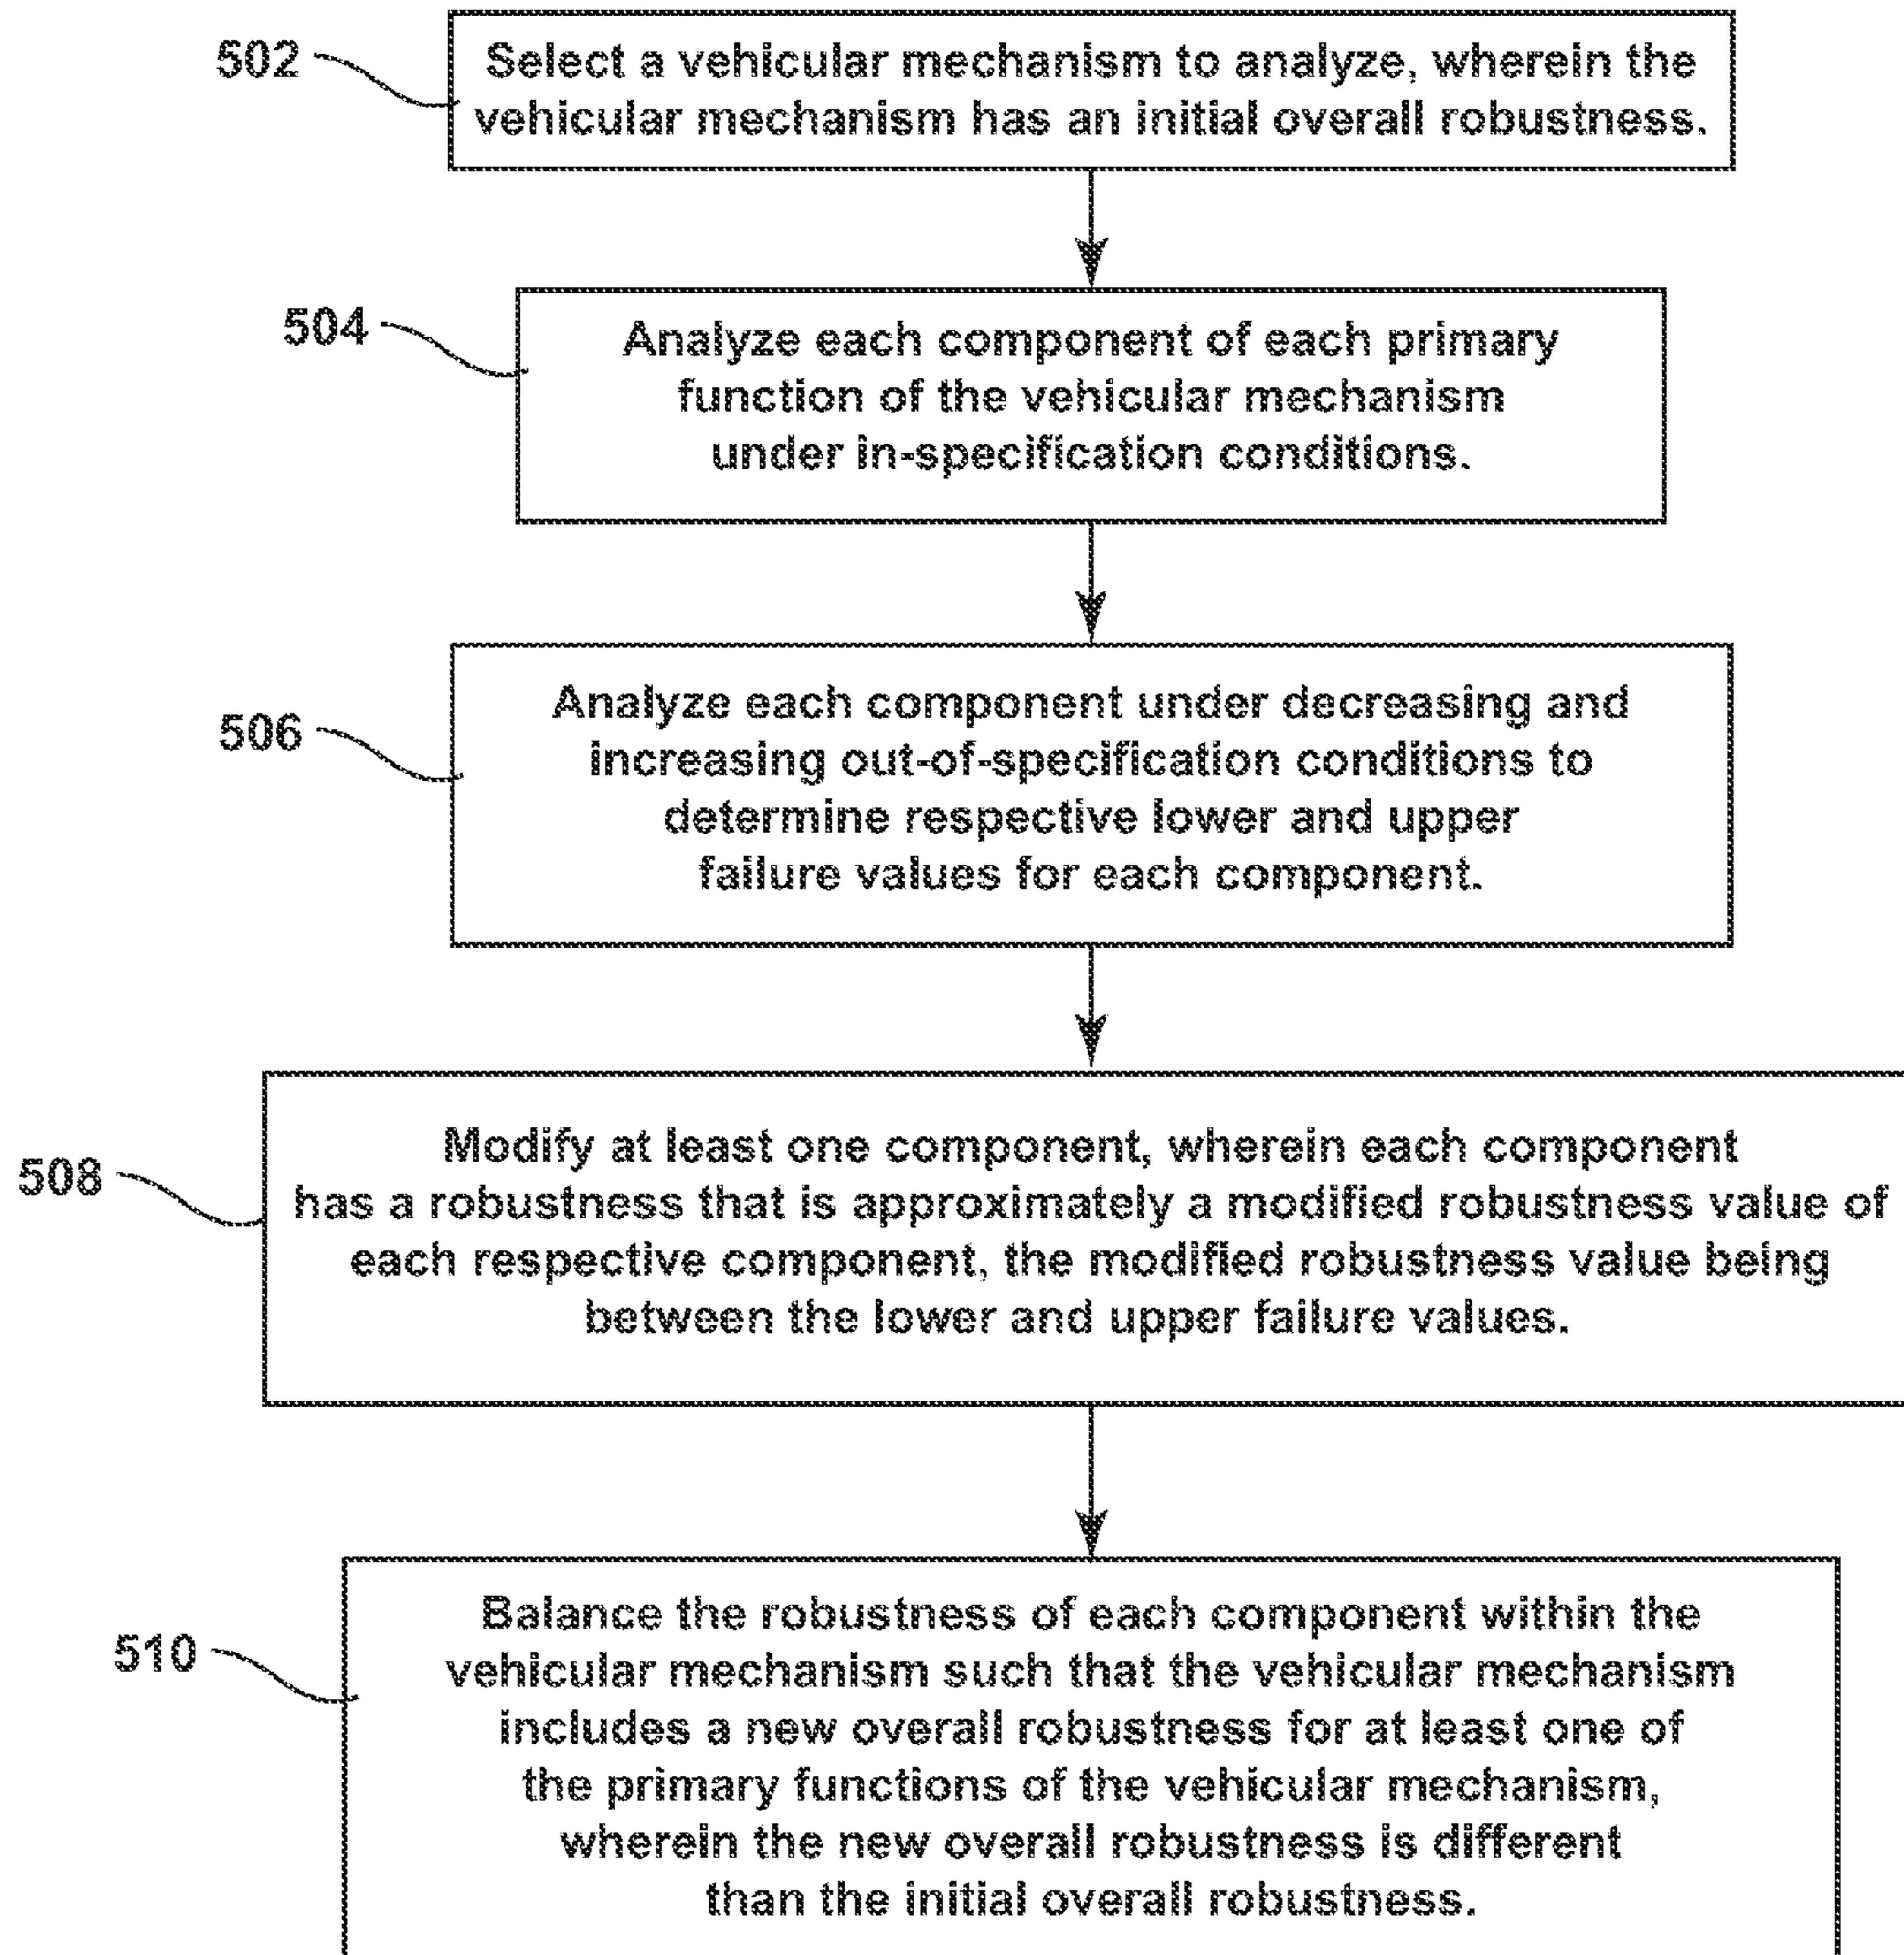 502
Select a vehicular mechanism to analyze, wherein the
vehicular mechanism has an initial overall robustness.
504
Analyze each component of each primary
function of the vehicular mechanism
under in-specification conditions.
506
Analyze each component under decreasing and
increasing out-of-specification conditions to
determine respective lower and upper
failure values for each component.
508
Modify at least one component, wherein each component
has a robustness that is approximately a modified robustness value of
each respective component, the modified robustness value being
between the lower and upper failure values.
510
Balance the robustness of each component within the
vehicular mechanism such that the vehicular mechanism
includes a new overall robustness for at least one of
the primary functions of the vehicular mechanism,
wherein the new overall robustness is different
than the initial overall robustness.